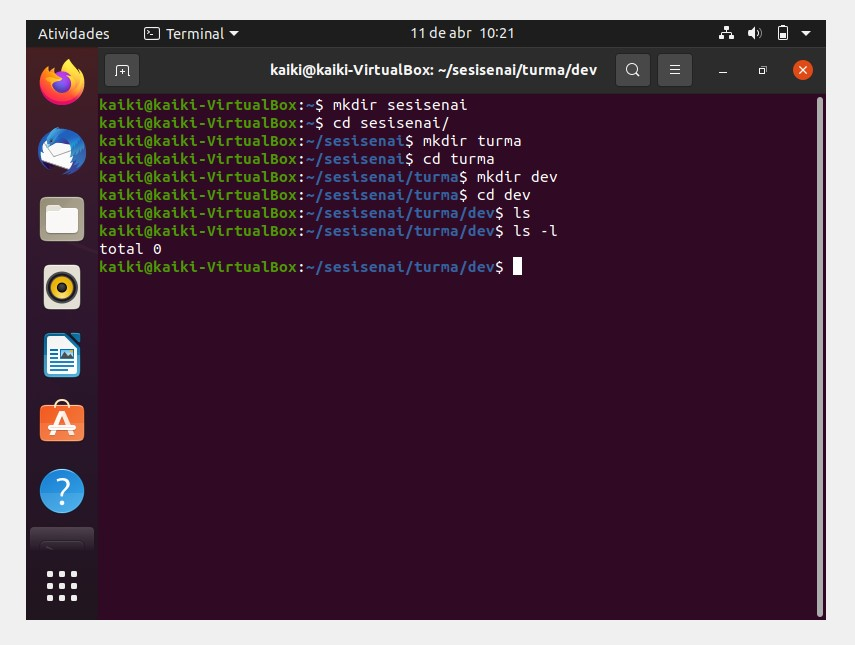 Atividades
Terminal
11 de abr 10:21
kaiki@kaiki-VirtualBox: ~/sesisenai/turma/dev
kaiki@kaiki-VirtualBox:~$ mkdir sesisenai
kaiki@kaiki-VirtualBox:~$ cd sesisenai/
kaiki@kaiki-VirtualBox:~/sesisenai$ mkdir turma
kaiki@kaiki-VirtualBox:~/sesisenai$ cd turma
kaiki@kaiki-VirtualBox:~/sesisenai/turma$ mkdir dev
kaiki@kaiki-VirtualBox:~/sesisenai/turma$ cd dev
kaiki@kaiki-VirtualBox:~/sesisenai/turma/dev$ ls
kaiki@kaiki-VirtualBox:~/sesisenai/turma/dev$ ls -l
total 0
kaiki@kaiki-VirtualBox:~/sesisenai/turma/dev$